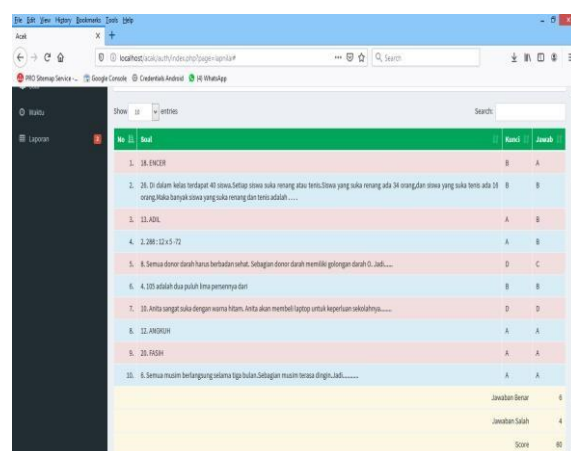 File Edit View History Bookmarks Tools Help
Acak
localhost/acak/auth/index.php?page=apnila#
Search
PRO Sitemap Service -... Google Console Credentials Android (4) WhatsApp
Waktu
Laporan
Show 10 entries
Search:
No Soal Kunci Jawab
1. 18. ENCER B A
2. 26. Di dalam kelas terdapat 40 siswa.Setiap siswa suka renang atau tenis.Siswa yang suka renang ada 34 orang,dan siswa yang suka tenis ada 16 B B
orang.Maka banyak siswa yang suka renang dan tenis adalah ......
3. 13. ADIL A B
4. 2. 288 : 12 x 5 -72 A B
5. 8. Semua donor darah harus berbadan sehat. Sebagian donor darah memiliki golongan darah O. Jadi...... D C
6. 4. 105 adalah dua puluh lima persennya dari B B
7. 10. Anita sangat suka dengan warna hitam. Anita akan membeli laptop untuk keperluan sekolahnya......... D D
8. 12. ANGKUH A A
9. 20. FASIH A A
10. 6. Semua musim berlangsung selama tiga bulan.Sebagian musim terasa dingin.Jadi.......... A A
Jawaban Benar 6
Jawaban Salah 4
Score 60